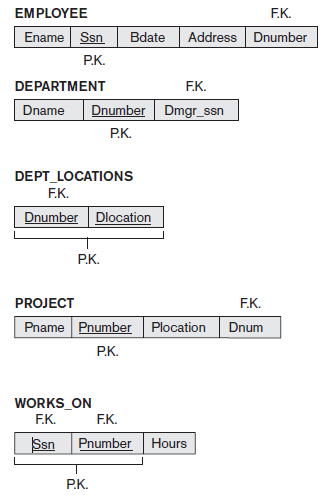 EMPLOYEE F.K.
Ename Ssn Bdate Address Dnumber
P.K.
DEPARTMENT F.K.
Dname Dnumber Dmgr_ssn
P.K.
DEPT_LOCATIONS
F.K.
Dnumber Dlocation
P.K.
PROJECT F.K.
Pname Pnumber Plocation Dnum
P.K.
WORKS_ON
F.K. F.K.
Ssn Pnumber Hours
P.K.